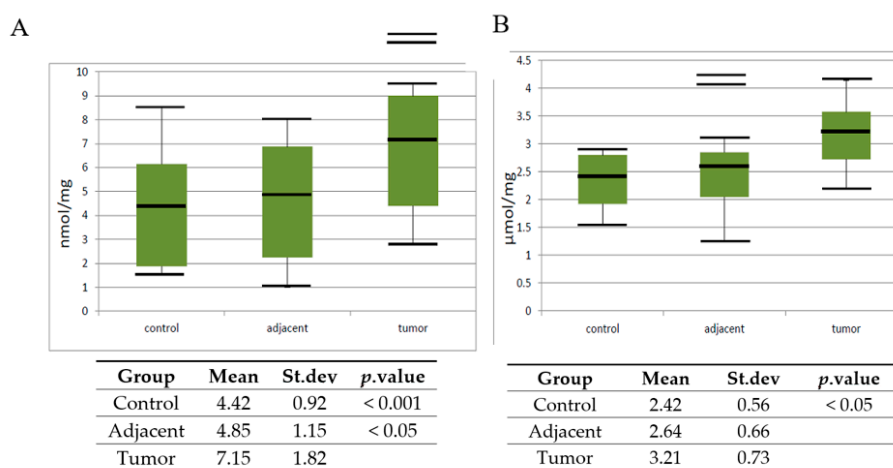 A
nmol/mg
10
9
8
7
6
5
4
3
2
1
0
control adjacent tumor
Group Mean St.dev p.value
Control 4.42 0.92 < 0.001
Adjacent 4.85 1.15 < 0.05
Tumor 7.15 1.82
B
µmol/mg
4.5
4
3.5
3
2.5
2
1.5
1
0.5
0
control adjacent tumor
Group Mean St.dev p.value
Control 2.42 0.56 < 0.05
Adjacent 2.64 0.66
Tumor 3.21 0.73